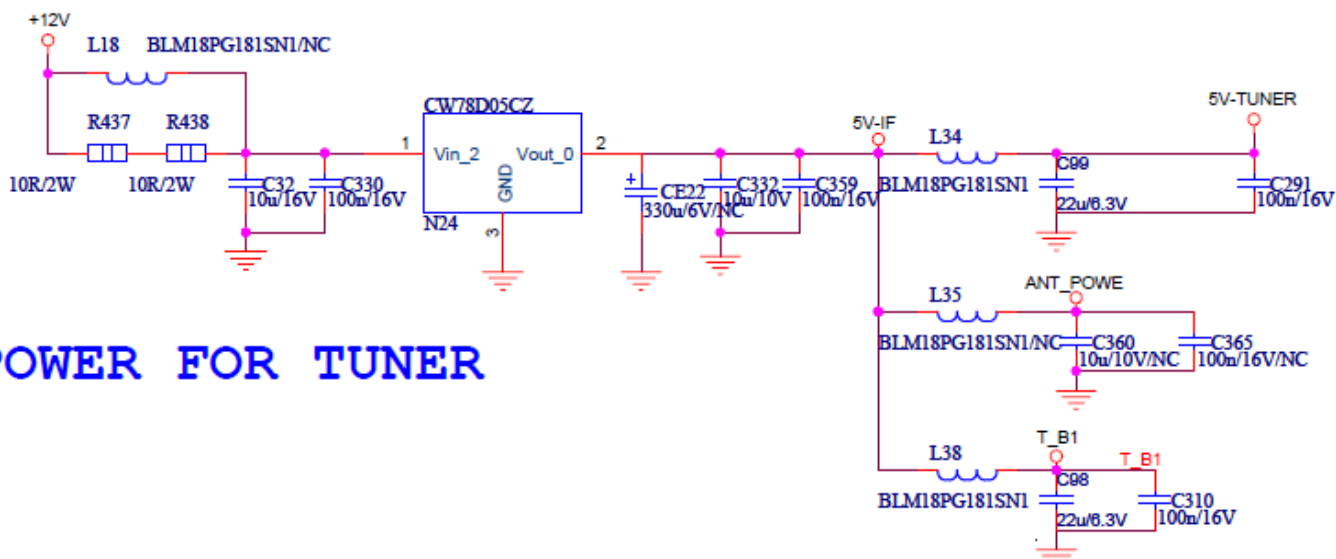 +12V
L18 BLM18PG181SN1/NC
R437 R438
10R/2W 10R/2W
C32
10u/16V
C330
100n/16V
CW78D05CZ
1 Vin_2 Vout_0 2
GND
3
N24
CE22
330u/6V/NC
C332
10u/10V
C359
100n/16V
5V-IF
L34
BLM18PG181SN1
C99
22u/6.3V
5V-TUNER
C291
100n/16V
L35
BLM18PG181SN1/NC
ANT_POWE
C360
10u/10V/NC
C365
100n/16V/NC
POWER FOR TUNER
L38
BLM18PG181SN1
T_B1
T_B1
C98
22u/6.3V
C310
100n/16V